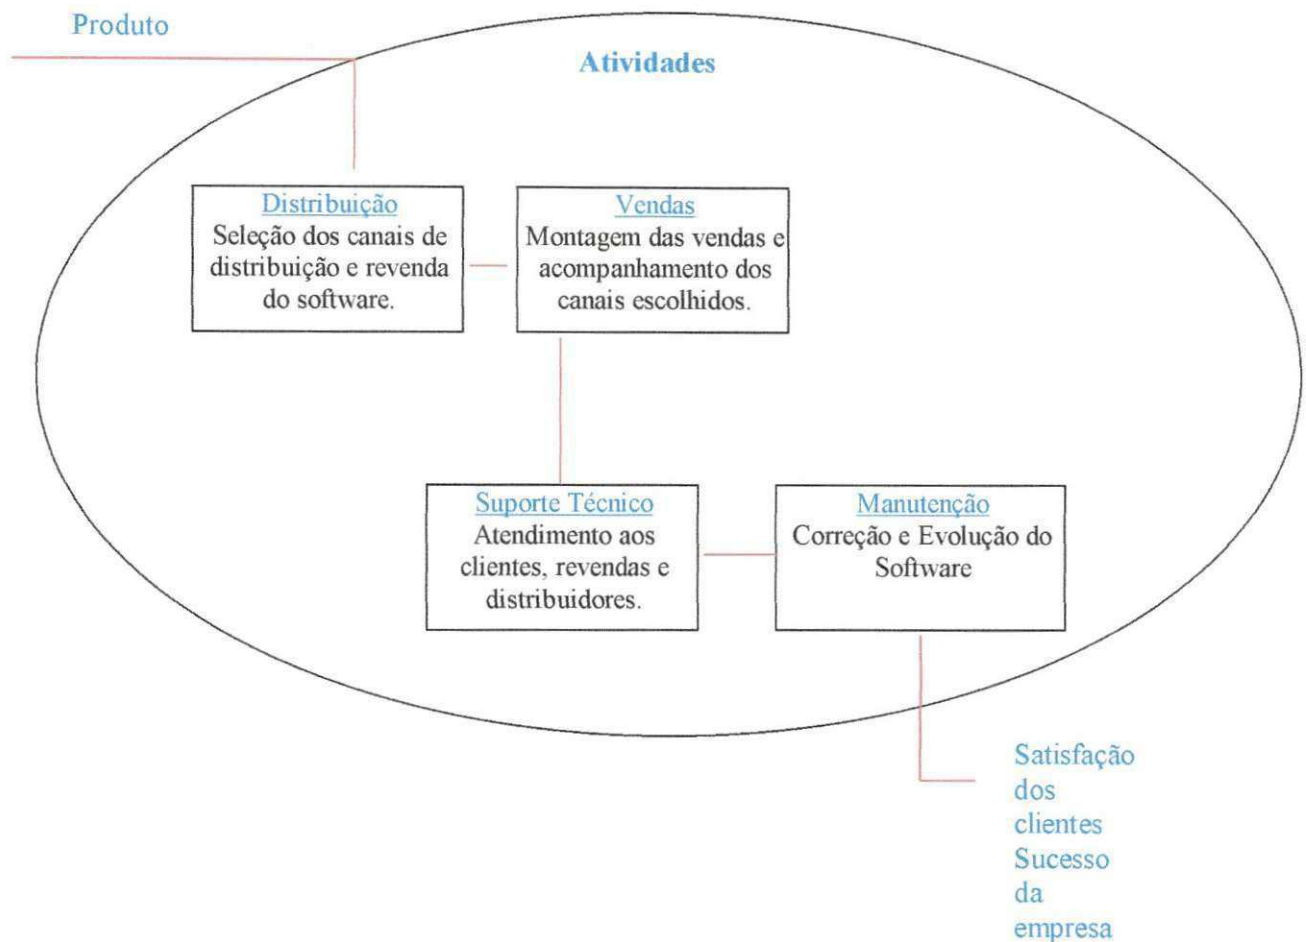 Produto
Atividades
Distribuição
Seleção dos canais de
distribuição e revenda
do software.
Vendas
Montagem das vendas e
acompanhamento dos
canais escolhidos.
Suporte Técnico
Atendimento aos
clientes, revendas e
distribuidores.
Manutenção
Correção e Evolução do
Software
Satisfação
dos
clientes
Sucesso
da
empresa